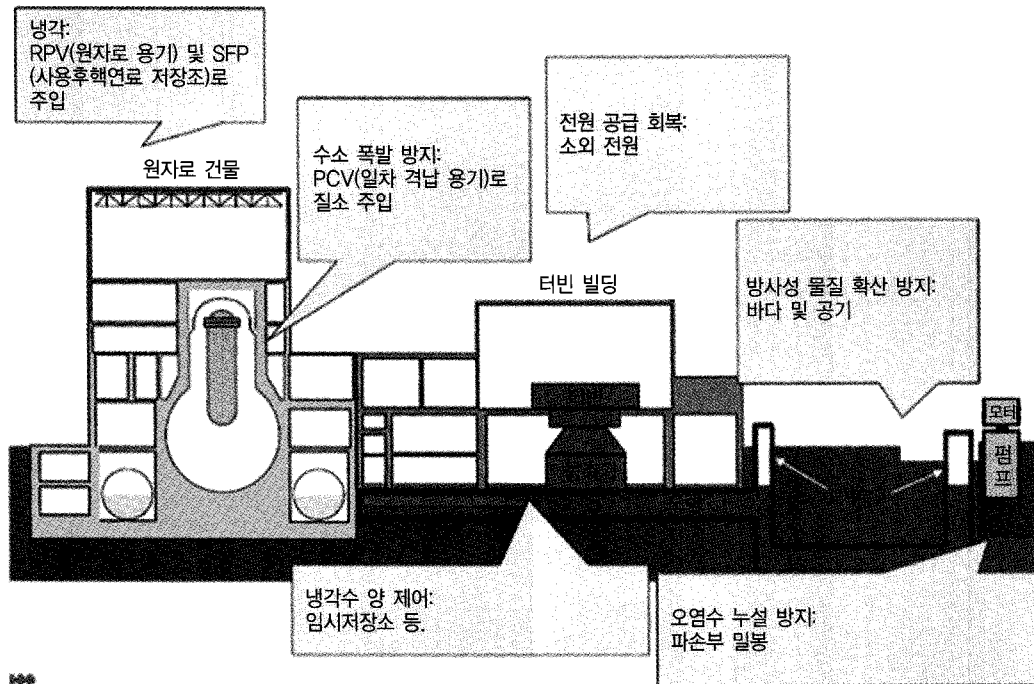 냉각:
RPV(원자로 용기) 및 SFP
(사용후핵연료 저장조)로
주입
원자로 건물
수소 폭발 방지:
PCV(일차 격납 용기)로
질소 주입
전원 공급 회복:
소외 전원
터빈 빌딩
방사성 물질 확산 방지:
바다 및 공기
모터
펌프
냉각수 양 제어:
임시저장소 등.
오염수 누설 방지:
파손부 밀봉